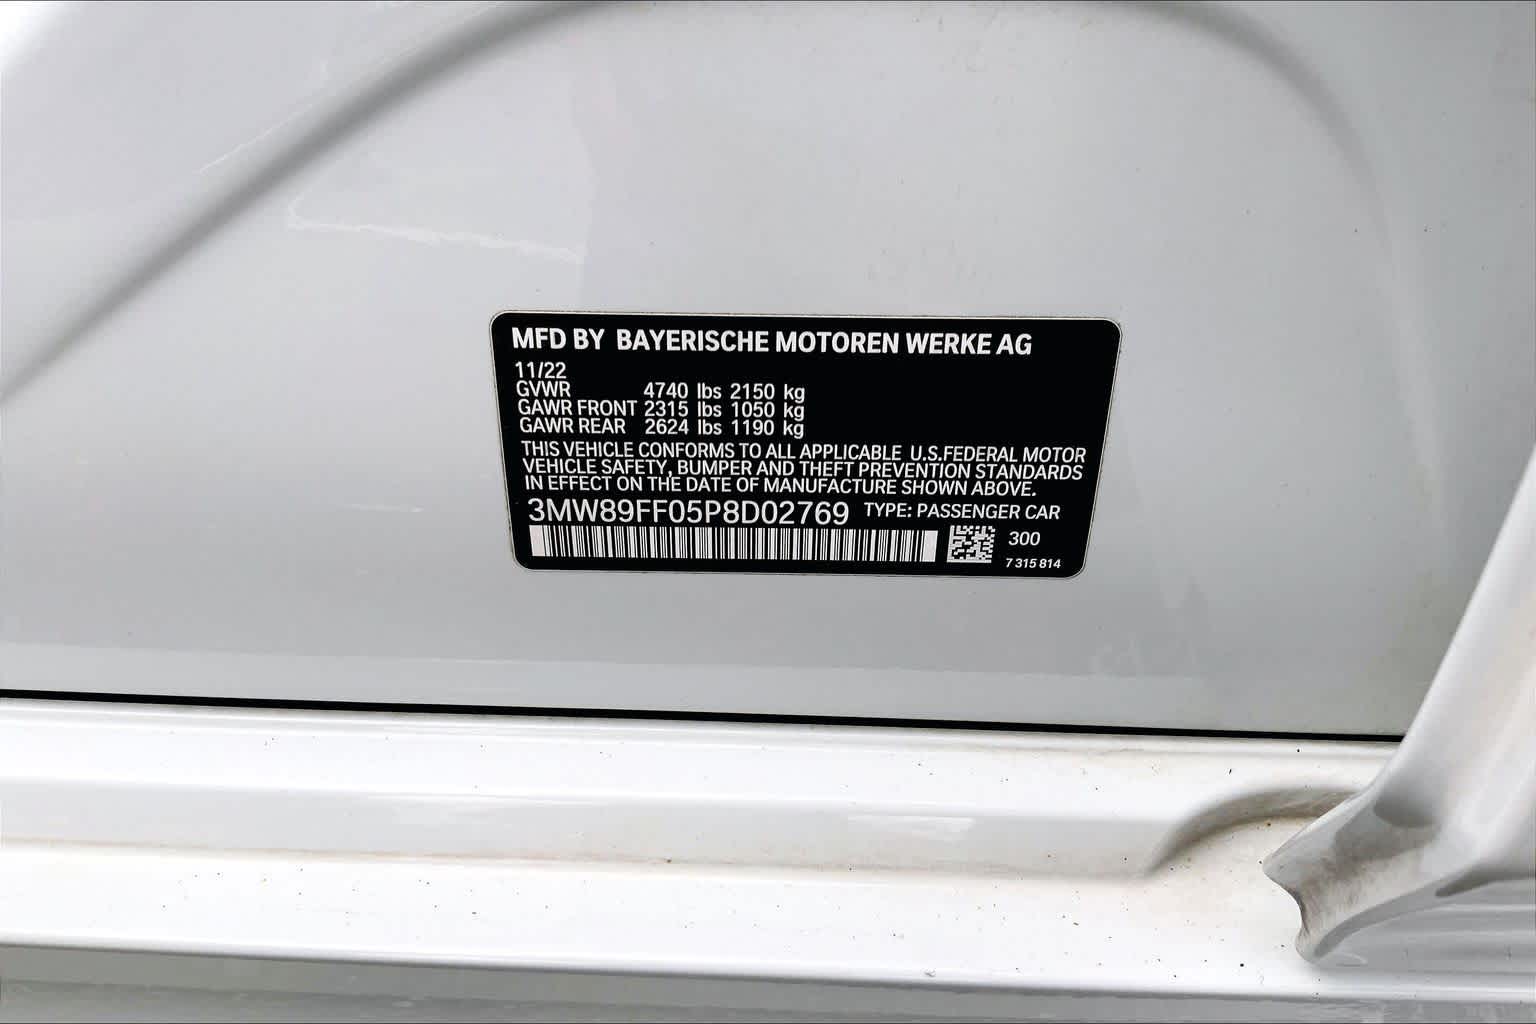 MFD BY BAYERISCHE MOTOREN WERKE AG
11/22
GVWR 4740 lbs 2150 kg
GAWR FRONT 2315 lbs 1050 kg
GAWR REAR 2624 lbs 1190 kg
THIS VEHICLE CONFORMS TO ALL APPLICABLE U.S.FEDERAL MOTOR
VEHICLE SAFETY, BUMPER AND THEFT PREVENTION STANDARDS
IN EFFECT ON THE DATE OF MANUFACTURE SHOWN ABOVE.
3MW89FF05P8D02769 TYPE: PASSENGER CAR
300
7 315 814